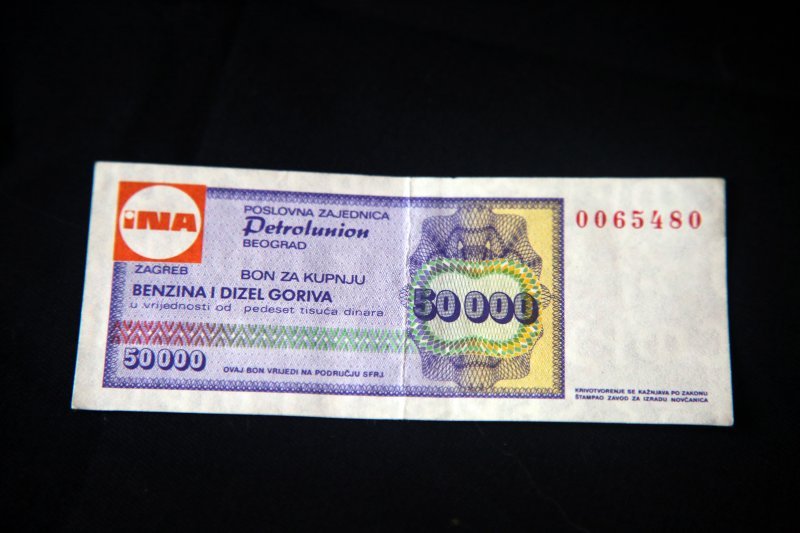 iNA
POSLOVNA ZAJEDNICA
Petrolunion
BEOGRAD
0065480
ZAGREB
BON ZA KUPNJU
BENZINA I DIZEL GORIVA
u vrijednosti od pedeset tisuća dinara
50000
50000
OVAJ BON VRIJEDI NA PODRUČJU SFRJ
KRIVOTVORENJE SE KAŽNJAVA PO ZAKONU
ŠTAMPAO ZAVOD ZA IZRADU NOVČANICA